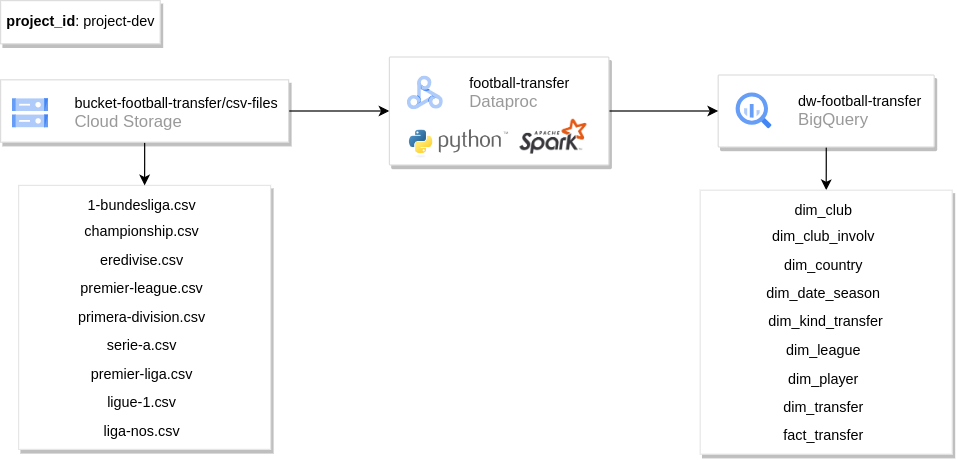 project_id: project-dev
bucket-football-transfer/csv-files
Cloud Storage
1-bundesliga.csv
championship.csv
eredivise.csv
premier-league.csv
primera-division.csv
serie-a.csv
premier-liga.csv
ligue-1.csv
liga-nos.csv
football-transfer
Dataproc
python™
APACHE
Spark™
dw-football-transfer
BigQuery
dim_club
dim_club_involv
dim_country
dim_date_season
dim_kind_transfer
dim_league
dim_player
dim_transfer
fact_transfer